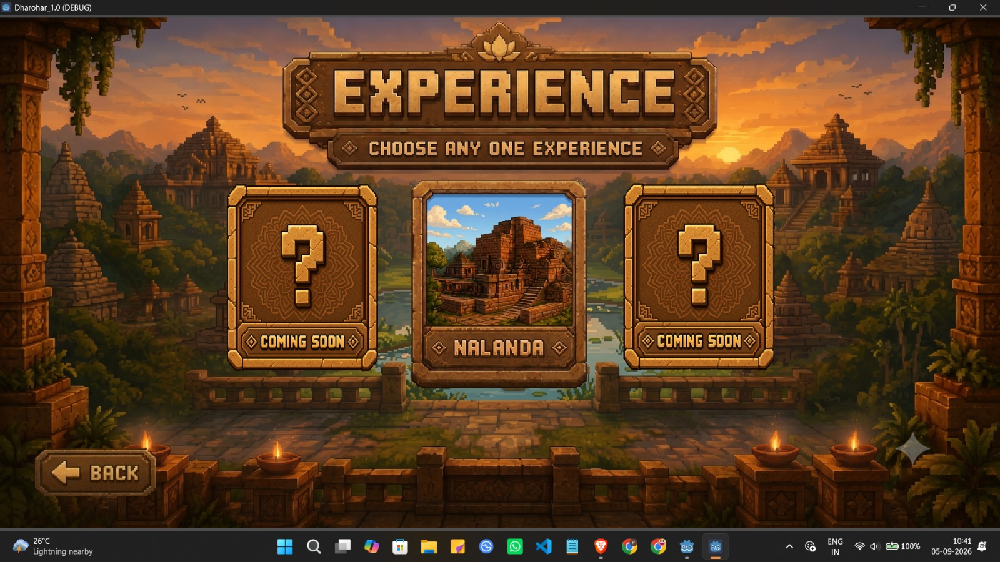 Dharohar_1.0 (DEBUG)
EXPERIENCE
CHOOSE ANY ONE EXPERIENCE
?
?
COMING SOON
NALANDA
COMING SOON
BACK
26°C
Lightning nearby
ENG
IN
100%
10:41
05-09-2026